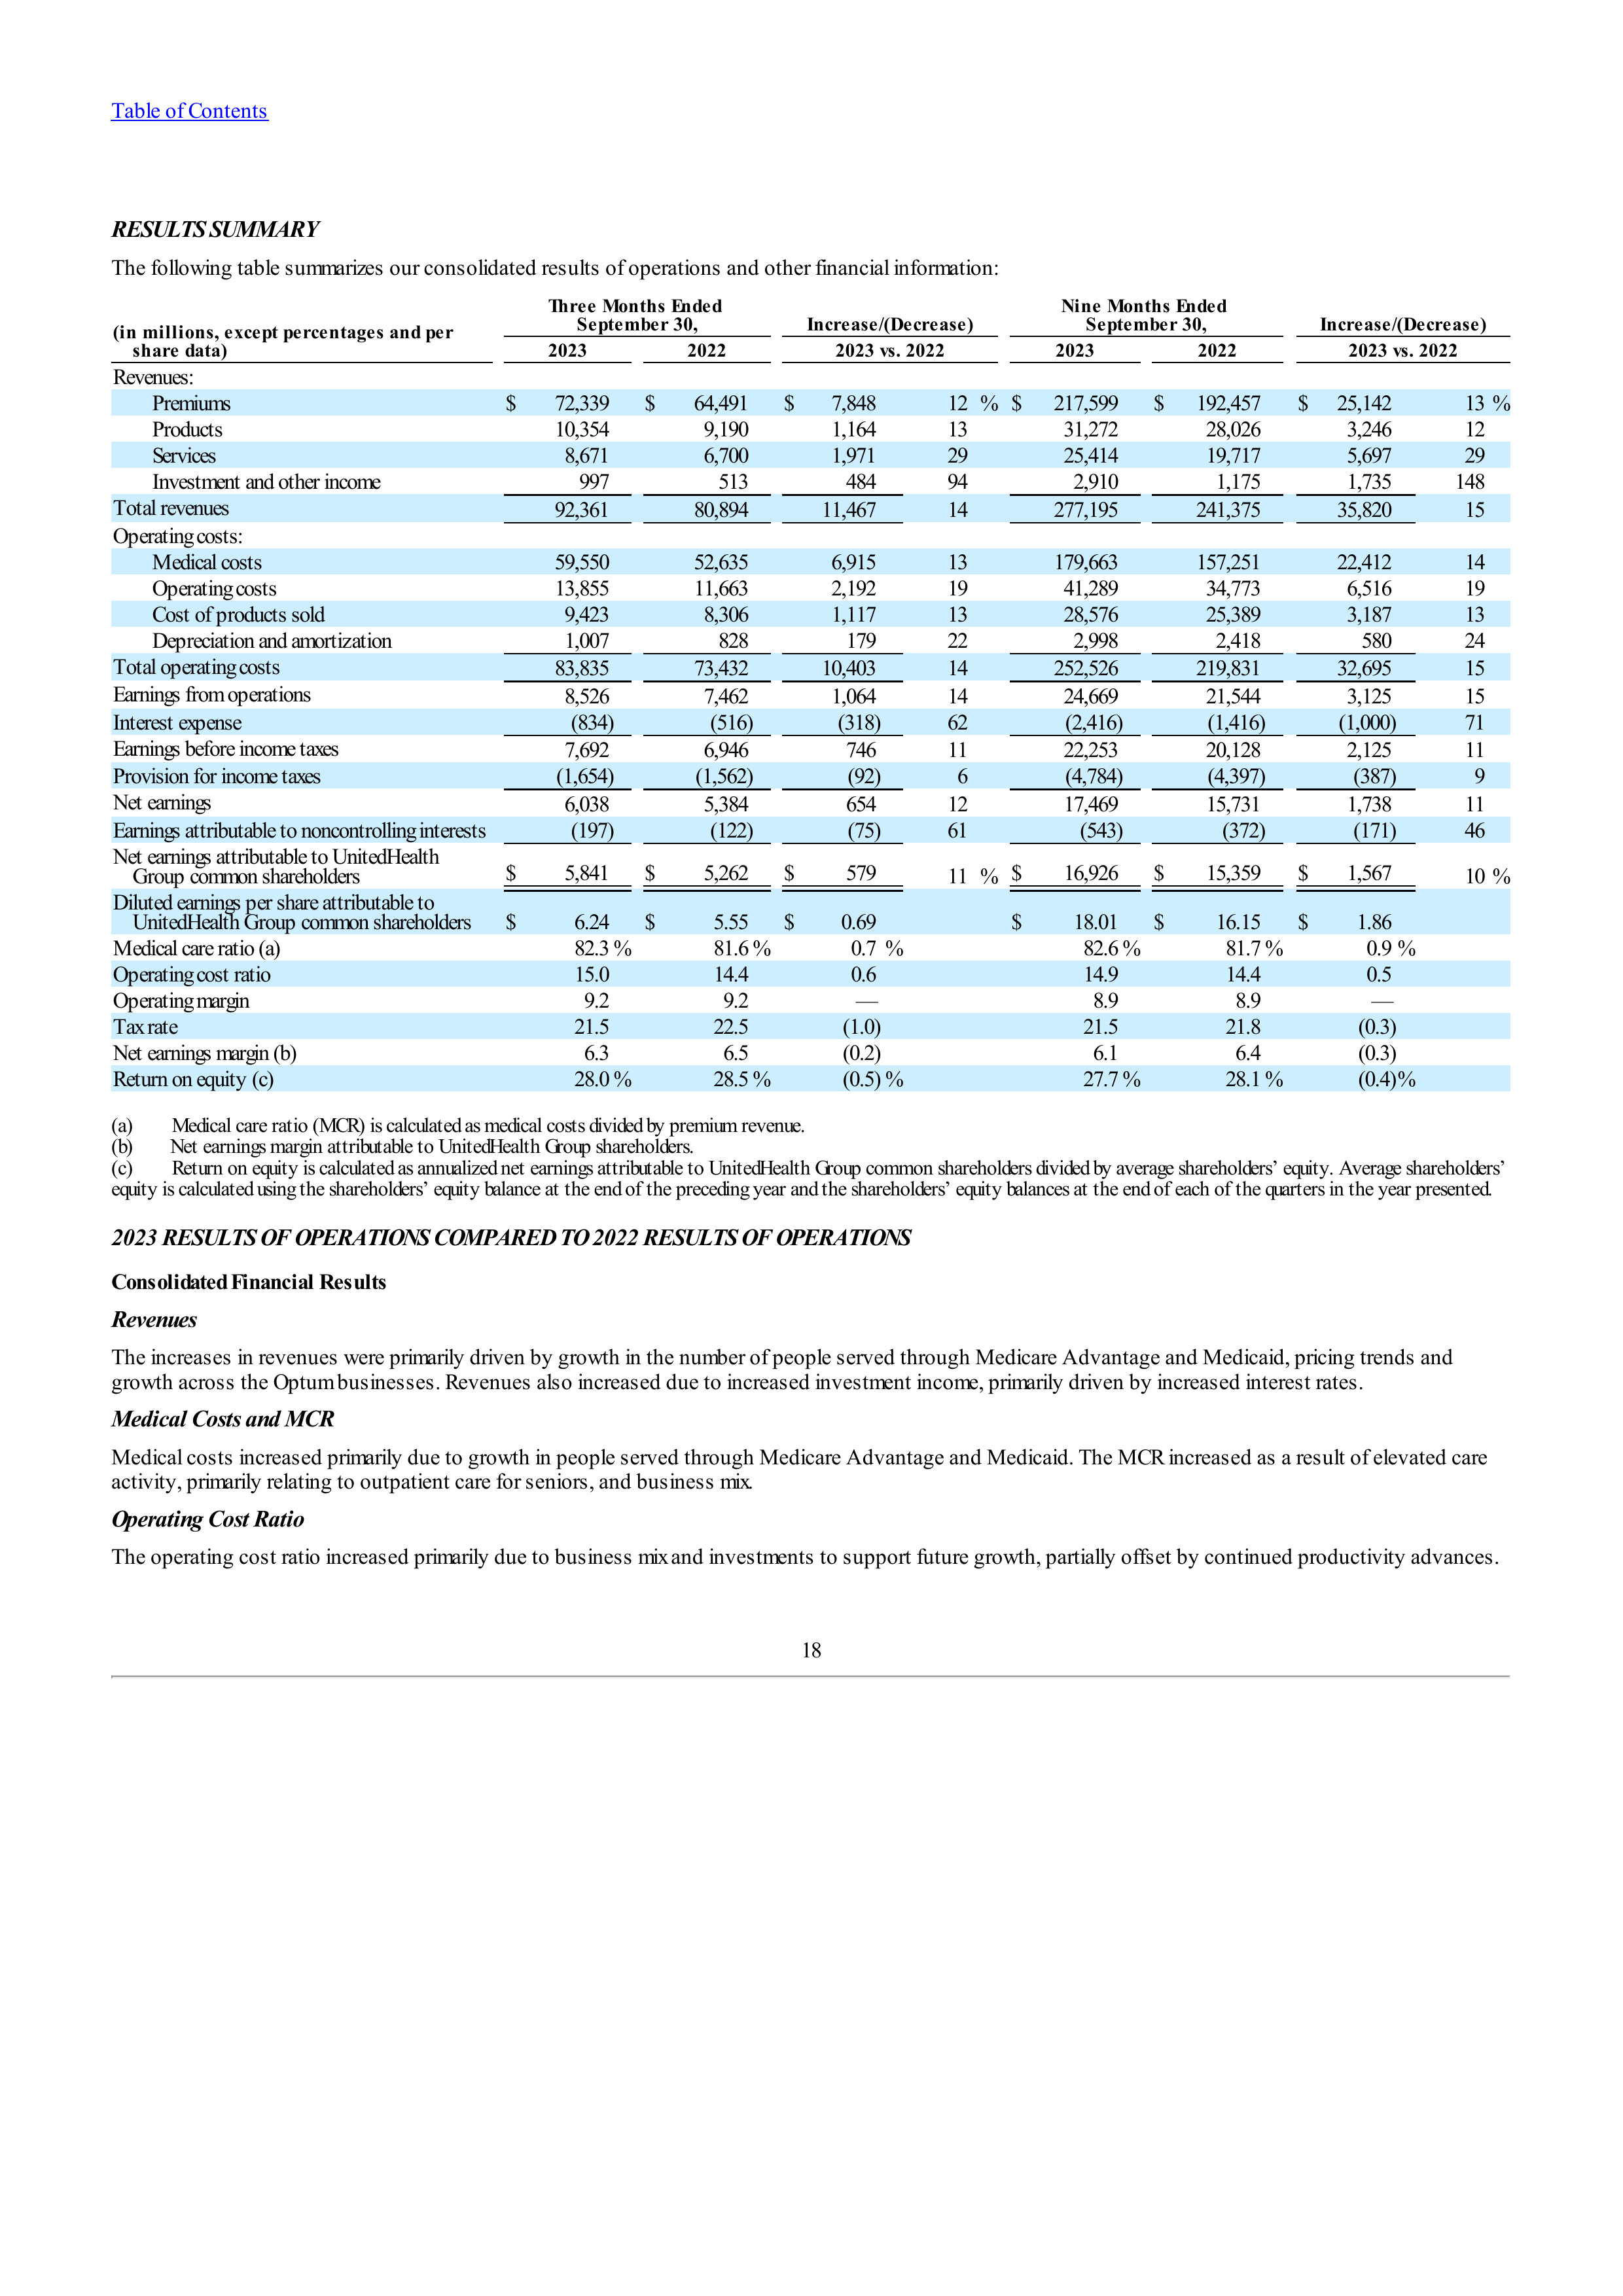 Table of Contents
RESULTS SUMMARY
The following table summarizes our consolidated results of operations and other financial information:
(in millions, except percentages and per share data) Three Months Ended September 30, Increase/(Decrease) Nine Months Ended September 30, Increase/(Decrease)
2023 2022 2023 vs. 2022 2023 2022 2023 vs. 2022
Revenues:
Premiums $ 72,339 $ 64,491 $ 7,848 12 % $ 217,599 $ 192,457 $ 25,142 13 %
Products 10,354 9,190 1,164 13 31,272 28,026 3,246 12
Services 8,671 6,700 1,971 29 25,414 19,717 5,697 29
Investment and other income 997 513 484 94 2,910 1,175 1,735 148
Total revenues 92,361 80,894 11,467 14 277,195 241,375 35,820 15
Operating costs:
Medical costs 59,550 52,635 6,915 13 179,663 157,251 22,412 14
Operating costs 13,855 11,663 2,192 19 41,289 34,773 6,516 19
Cost of products sold 9,423 8,306 1,117 13 28,576 25,389 3,187 13
Depreciation and amortization 1,007 828 179 22 2,998 2,418 580 24
Total operating costs 83,835 73,432 10,403 14 252,526 219,831 32,695 15
Earnings from operations 8,526 7,462 1,064 14 24,669 21,544 3,125 15
Interest expense (834) (516) (318) 62 (2,416) (1,416) (1,000) 71
Earnings before income taxes 7,692 6,946 746 11 22,253 20,128 2,125 11
Provision for income taxes (1,654) (1,562) (92) 6 (4,784) (4,397) (387) 9
Net earnings 6,038 5,384 654 12 17,469 15,731 1,738 11
Earnings attributable to noncontrolling interests (197) (122) (75) 61 (543) (372) (171) 46
Net earnings attributable to UnitedHealth
Group common shareholders $ 5,841 $ 5,262 $ 579 11 % $ 16,926 $ 15,359 $ 1,567 10 %
Diluted earnings per share attributable to
UnitedHealth Group common shareholders $ 6.24 $ 5.55 $ 0.69 $ 18.01 $ 16.15 $ 1.86
Medical care ratio (a) 82.3 % 81.6 % 0.7 % 82.6 % 81.7 % 0.9 %
Operating cost ratio 15.0 14.4 0.6 14.9 14.4 0.5
Operating margin 9.2 9.2 — 8.9 8.9 —
Tax rate 21.5 22.5 (1.0) 21.5 21.8 (0.3)
Net earnings margin (b) 6.3 6.5 (0.2) 6.1 6.4 (0.3)
Return on equity (c) 28.0 % 28.5 % (0.5) % 27.7 % 28.1 % (0.4)%
(a) Medical care ratio (MCR) is calculated as medical costs divided by premium revenue.
(b) Net earnings margin attributable to UnitedHealth Group shareholders.
(c) Return on equity is calculated as annualized net earnings attributable to UnitedHealth Group common shareholders divided by average shareholders’ equity. Average shareholders’
equity is calculated using the shareholders’ equity balance at the end of the preceding year and the shareholders’ equity balances at the end of each of the quarters in the year presented.
2023 RESULTS OF OPERATIONS COMPARED TO 2022 RESULTS OF OPERATIONS
Consolidated Financial Results
Revenues
The increases in revenues were primarily driven by growth in the number of people served through Medicare Advantage and Medicaid, pricing trends and
growth across the Optum businesses. Revenues also increased due to increased investment income, primarily driven by increased interest rates.
Medical Costs and MCR
Medical costs increased primarily due to growth in people served through Medicare Advantage and Medicaid. The MCR increased as a result of elevated care
activity, primarily relating to outpatient care for seniors, and business mix.
Operating Cost Ratio
The operating cost ratio increased primarily due to business mix and investments to support future growth, partially offset by continued productivity advances.
18